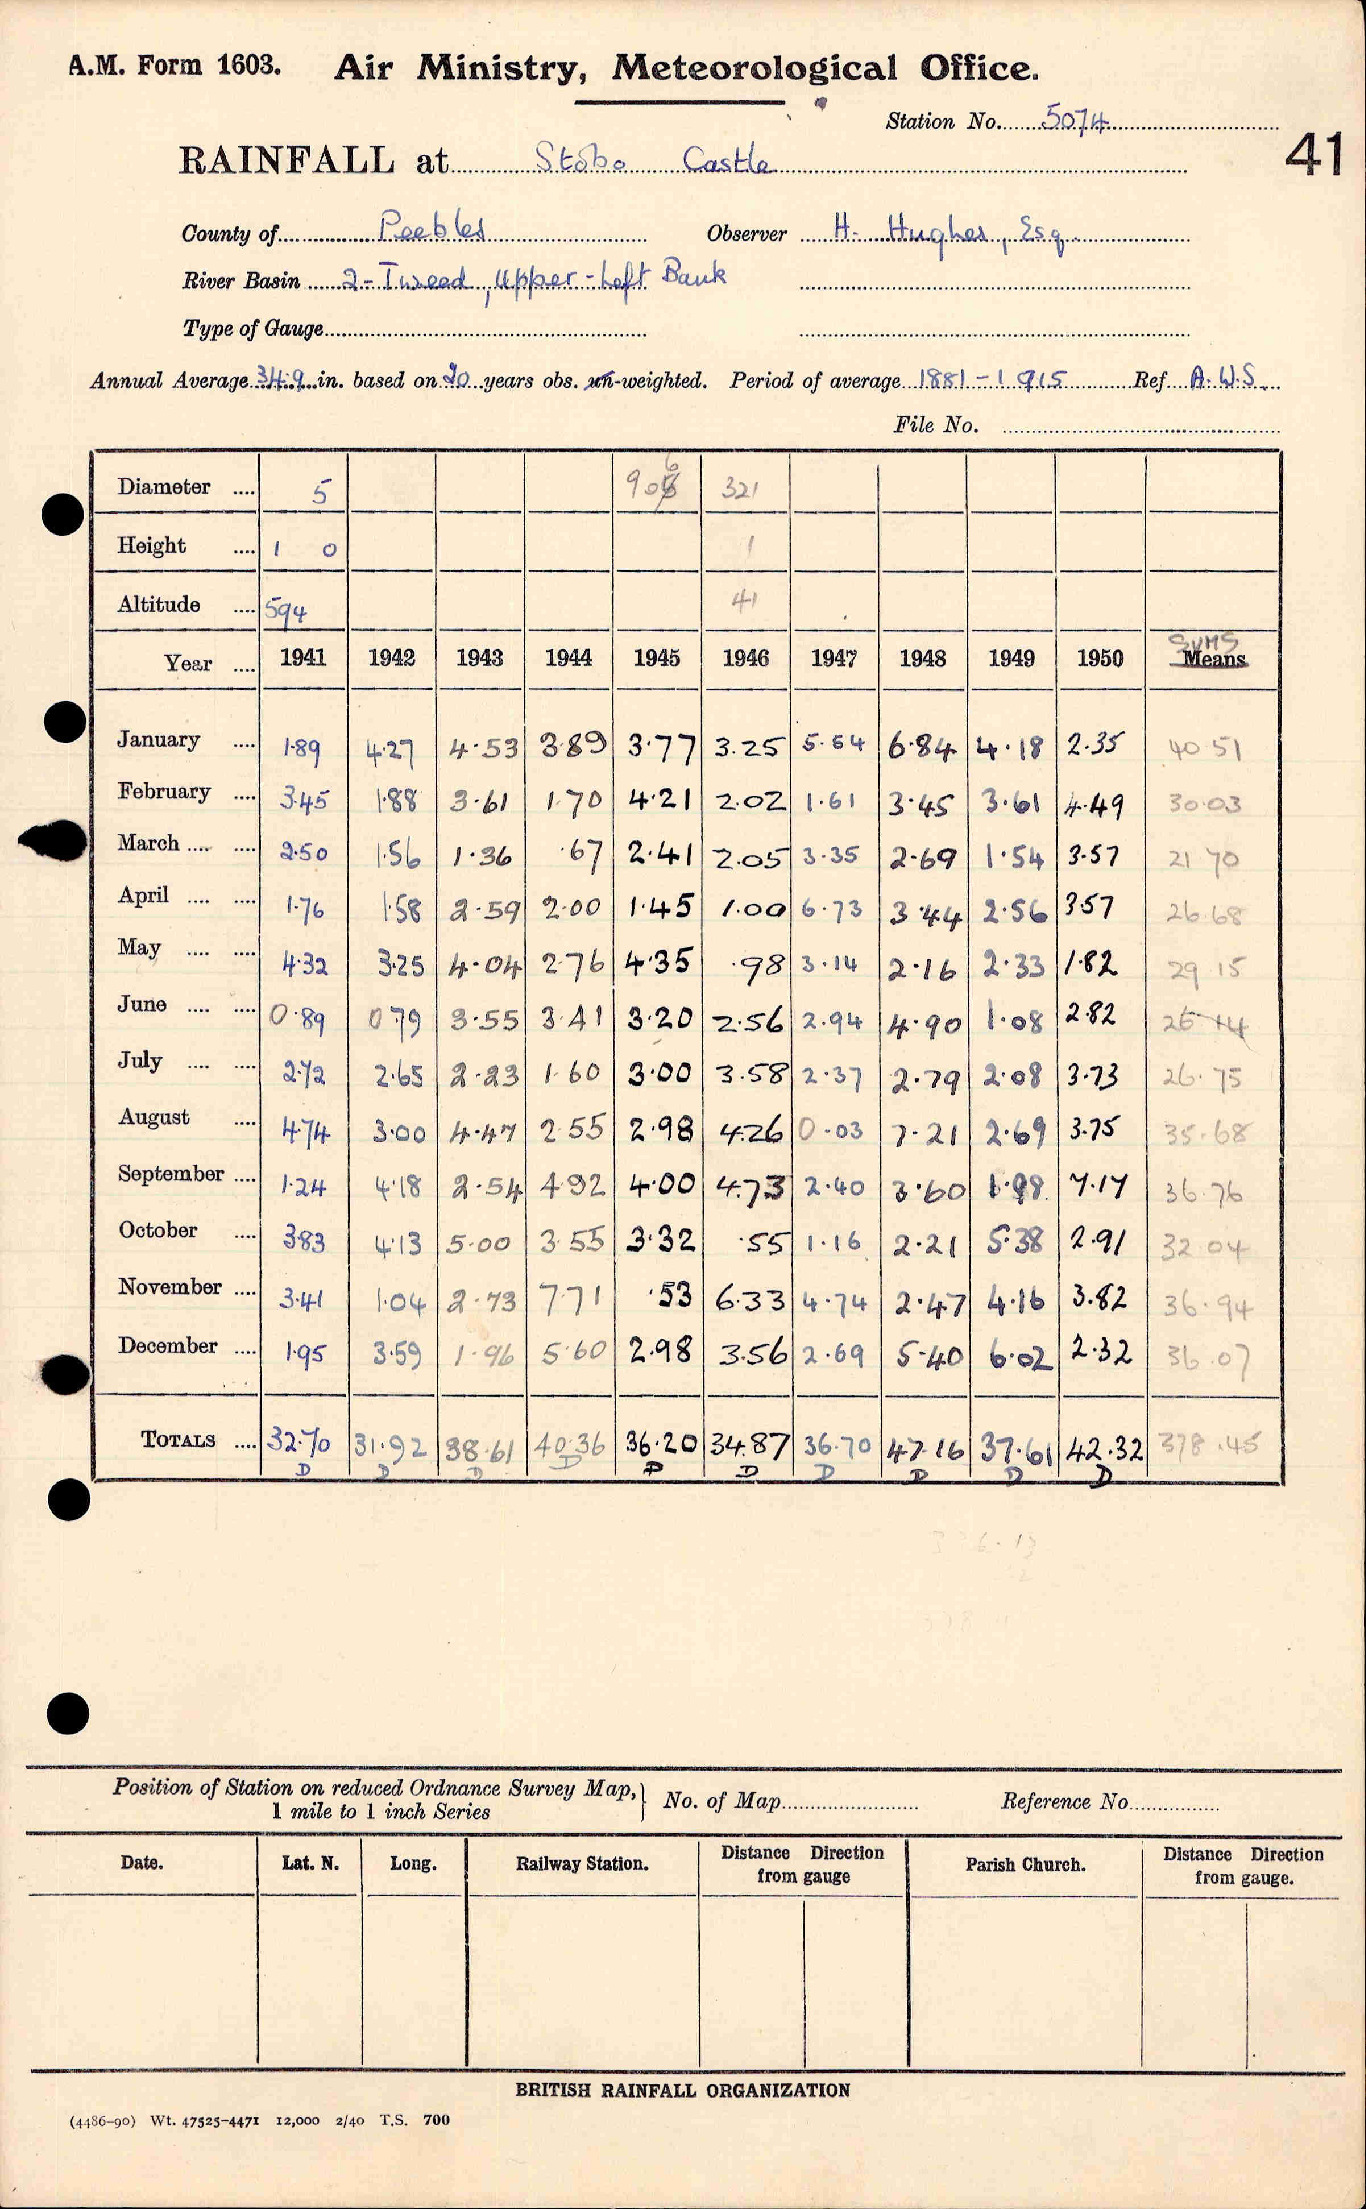 A.M. Form 1603. Air Ministry, Meteorological Office.
Station No. 5074
41
RAINFALL at Stobo Castle
County of Peebles Observer H. Hughes, Esq.
River Basin 2-Tweed, Upper-Left Bank
Type of Gauge
Annual Average 34.9 in. based on 20 years obs. un-weighted. Period of average 1881-1915 Ref A.W.S.
File No.
Diameter 5 906 321
Height 1 0 1
Altitude 594 41
SUMS
Year 1941 1942 1943 1944 1945 1946 1947 1948 1949 1950 Means
January 1.89 4.27 4.53 3.89 3.77 3.25 5.54 6.84 4.18 2.35 40.51
February 3.45 1.88 3.61 1.70 4.21 2.02 1.61 3.45 3.61 4.49 30.03
March 2.50 1.56 1.36 .67 2.41 2.05 3.35 2.69 1.54 3.57 21 70
April 1.76 1.58 2.59 2.00 1.45 1.00 6.73 3.44 2.56 3.57 26.68
May 4.32 3.25 4.04 2.76 4.35 .98 3.14 2.16 2.33 1.82 29 15
June 0.89 0.79 3.55 3.41 3.20 2.56 2.94 4.90 1.08 2.82 26 14
July 2.72 2.65 2.23 1.60 3.00 3.58 2.37 2.79 2.08 3.73 26.75
August 4.74 3.00 4.47 2.55 2.98 4.26 0.03 7.21 2.69 3.75 35.68
September 1.24 4.18 2.54 4.92 4.00 4.73 2.40 3.60 1.98 7.17 36.76
October 3.83 4.13 5.00 3.55 3.32 .55 1.16 2.21 5.38 2.91 32 04
November 3.41 1.04 2.73 7.71 .53 6.33 4.74 2.47 4.16 3.82 36.94
December 1.95 3.59 1.96 5.60 2.98 3.56 2.69 5.40 6.02 2.32 36.07
TOTALS 32.70 31.92 38.61 40.36 36.20 34.87 36.70 47.16 37.61 42.32 378.45
D D D D D D D D D D
Position of Station on reduced Ordnance Survey Map,} No. of Map Reference No.
1 mile to 1 inch Series
Date. Lat. N. Long. Railway Station. Distance Direction from gauge Parish Church. Distance Direction from gauge.
BRITISH RAINFALL ORGANIZATION
(4486-90) Wt. 47525-4471 12,000 2/40 T.S. 700